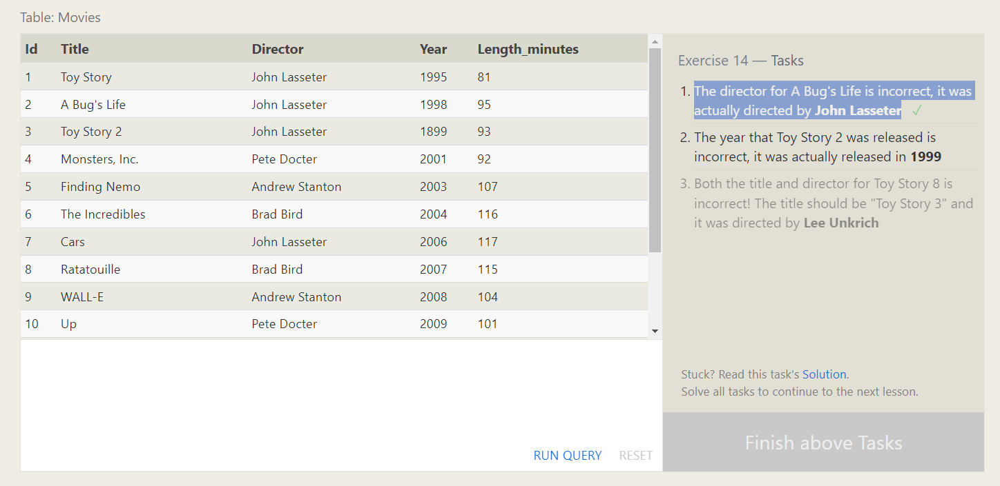 Table: Movies
Id Title Director Year Length_minutes
1 Toy Story John Lasseter 1995 81
2 A Bug's Life John Lasseter 1998 95
3 Toy Story 2 John Lasseter 1899 93
4 Monsters, Inc. Pete Docter 2001 92
5 Finding Nemo Andrew Stanton 2003 107
6 The Incredibles Brad Bird 2004 116
7 Cars John Lasseter 2006 117
8 Ratatouille Brad Bird 2007 115
9 WALL-E Andrew Stanton 2008 104
10 Up Pete Docter 2009 101
RUN QUERY RESET
Exercise 14 — Tasks
1. The director for A Bug's Life is incorrect, it was
actually directed by John Lasseter ✓
2. The year that Toy Story 2 was released is
incorrect, it was actually released in 1999
3. Both the title and director for Toy Story 8 is
incorrect! The title should be "Toy Story 3" and
it was directed by Lee Unkrich
Stuck? Read this task's Solution.
Solve all tasks to continue to the next lesson.
Finish above Tasks